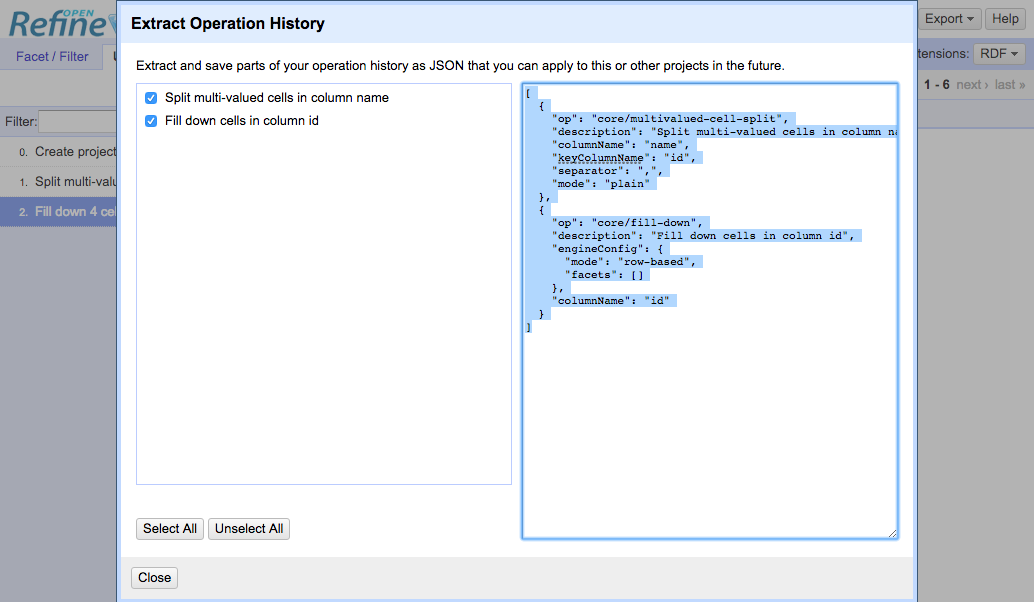 OPEN
Refine
Export
Help
Facet / Filter
tensions:
RDF
1 - 6 next › last »
Filter:
0. Create project
1. Split multi-valu
2. Fill down 4 cel
Extract Operation History
Extract and save parts of your operation history as JSON that you can apply to this or other projects in the future.
Split multi-valued cells in column name
Fill down cells in column id
[
  {
    "op": "core/multivalued-cell-split",
    "description": "Split multi-valued cells in column na
    "columnName": "name",
    "keyColumnName": "id",
    "separator": ",",
    "mode": "plain"
  },
  {
    "op": "core/fill-down",
    "description": "Fill down cells in column id",
    "engineConfig": {
      "mode": "row-based",
      "facets": []
    },
    "columnName": "id"
  }
]
Select All
Unselect All
Close